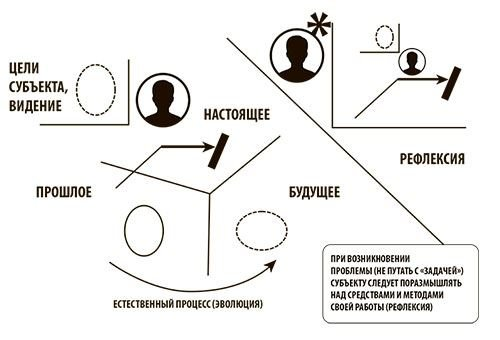 ЦЕЛИ
СУБЪЕКТА,
ВИДЕНИЕ
НАСТОЯЩЕЕ
РЕФЛЕКСИЯ
ПРОШЛОЕ
БУДУЩЕЕ
ЕСТЕСТВЕННЫЙ ПРОЦЕСС (ЭВОЛЮЦИЯ)
ПРИ ВОЗНИКНОВЕНИИ
ПРОБЛЕМЫ (НЕ ПУТАТЬ С «ЗАДАЧЕЙ»)
СУБЪЕКТУ СЛЕДУЕТ ПОРАЗМЫШЛЯТЬ
НАД СРЕДСТВАМИ И МЕТОДАМИ
СВОЕЙ РАБОТЫ (РЕФЛЕКСИЯ)